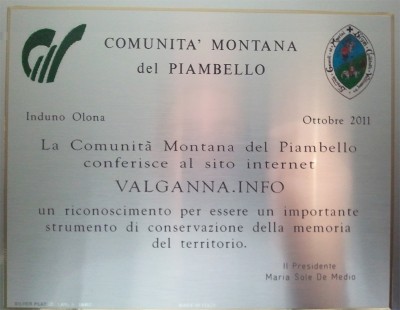 COMUNITA' MONTANA
del PIAMBELLO
Induno Olona
Ottobre 2011
La Comunità Montana del Piambello
conferisce al sito internet
VALGANNA.INFO
un riconoscimento per essere un importante
strumento di conservazione della memoria
del territorio.
Il Presidente
Maria Sole De Medio